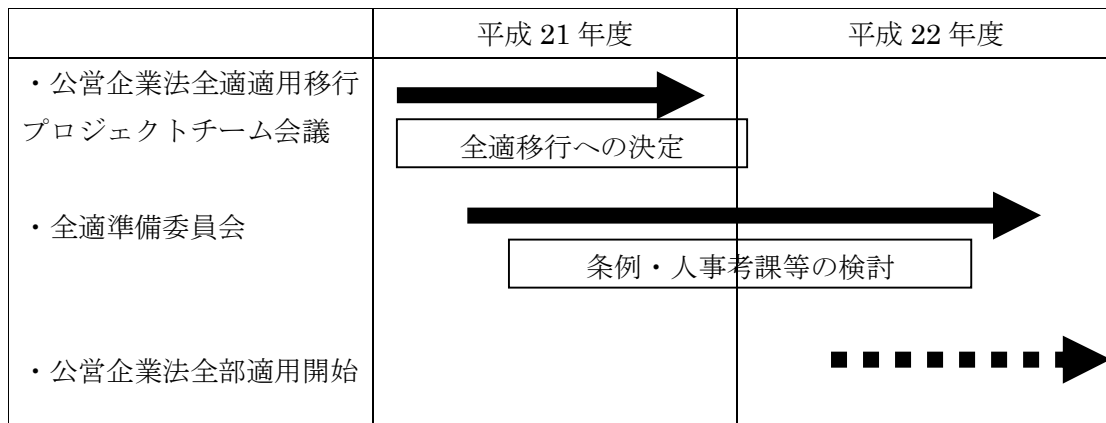 平成 21 年度 平成 22 年度
・公営企業法全適適用移行
プロジェクトチーム会議
全適移行への決定
・全適準備委員会
条例・人事考課等の検討
・公営企業法全部適用開始